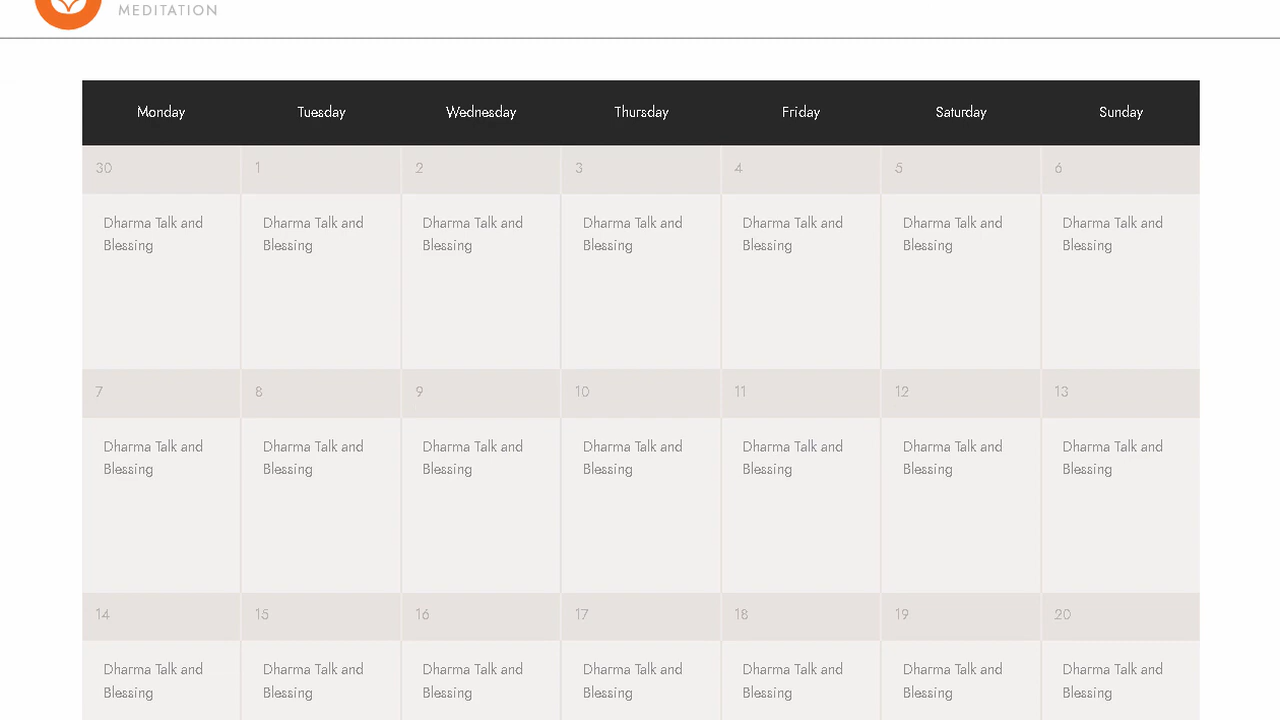 MEDITATION
Monday Tuesday Wednesday Thursday Friday Saturday Sunday
30 1 2 3 4 5 6
Dharma Talk and Dharma Talk and Dharma Talk and Dharma Talk and Dharma Talk and Dharma Talk and Dharma Talk and
Blessing Blessing Blessing Blessing Blessing Blessing Blessing
7 8 9 10 11 12 13
Dharma Talk and Dharma Talk and Dharma Talk and Dharma Talk and Dharma Talk and Dharma Talk and Dharma Talk and
Blessing Blessing Blessing Blessing Blessing Blessing Blessing
14 15 16 17 18 19 20
Dharma Talk and Dharma Talk and Dharma Talk and Dharma Talk and Dharma Talk and Dharma Talk and Dharma Talk and
Blessing Blessing Blessing Blessing Blessing Blessing Blessing